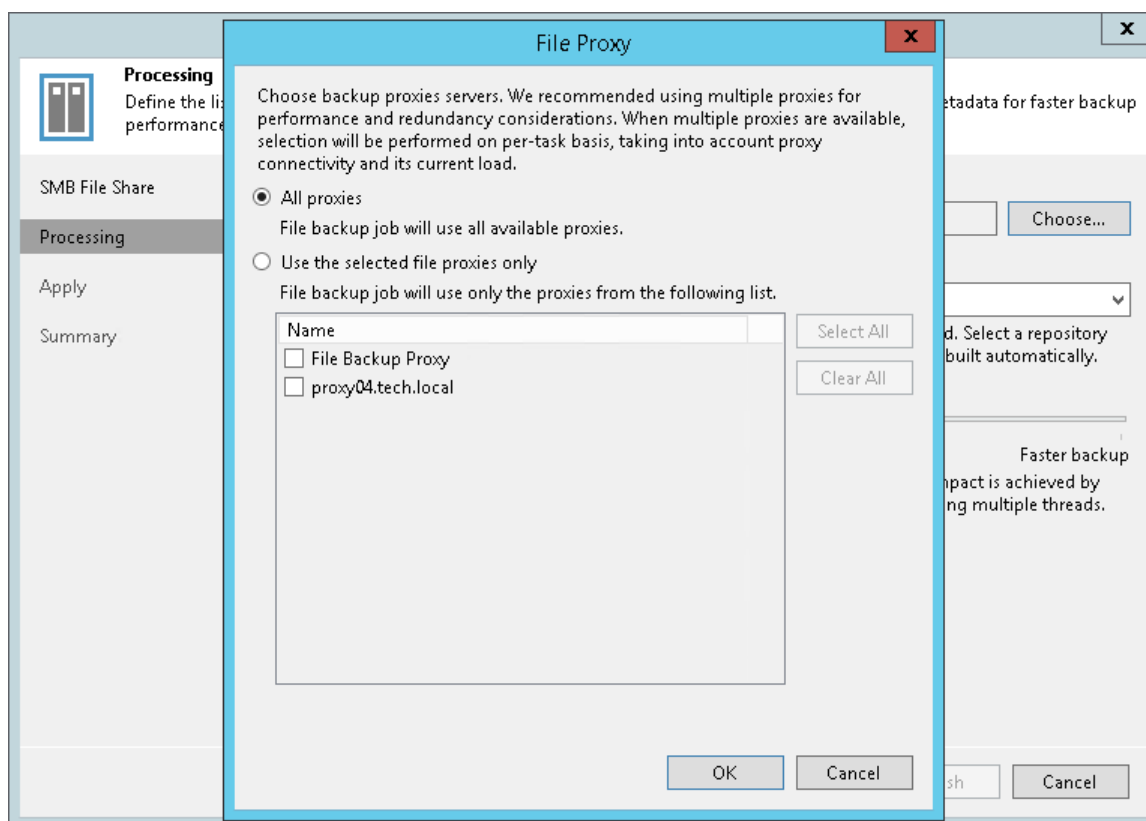 File Proxy
x
x
Processing
Define the li
performance
etadata for faster backup
SMB File Share
Processing
Apply
Summary
Choose backup proxies servers. We recommended using multiple proxies for
performance and redundancy considerations. When multiple proxies are available,
selection will be performed on per-task basis, taking into account proxy
connectivity and its current load.
All proxies
File backup job will use all available proxies.
Use the selected file proxies only
File backup job will use only the proxies from the following list.
Name
File Backup Proxy
proxy04.tech.local
Select All
Clear All
OK
Cancel
Choose...
d. Select a repository
built automatically.
Faster backup
npact is achieved by
ng multiple threads.
sh
Cancel